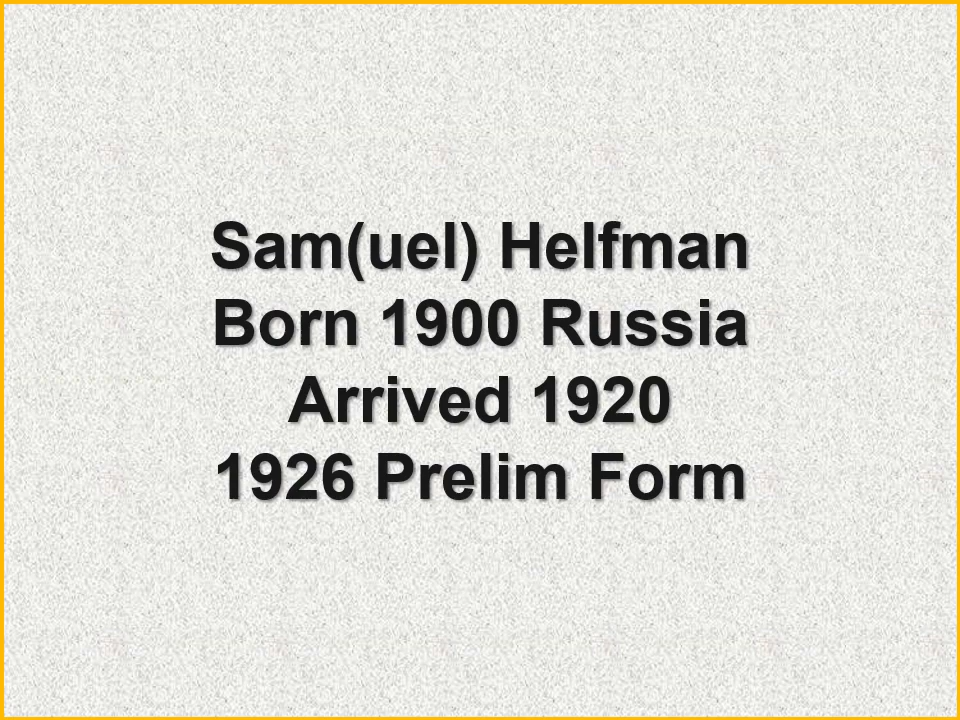 Sam(uel) Helfman
Born 1900 Russia
Arrived 1920
1926 Prelim Form